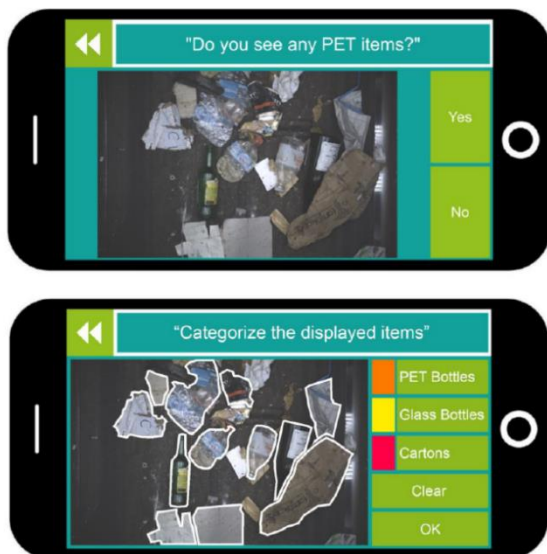 "Do you see any PET items?"
Yes
No
“Categorize the displayed items”
PET Bottles
Glass Bottles
Cartons
Clear
OK